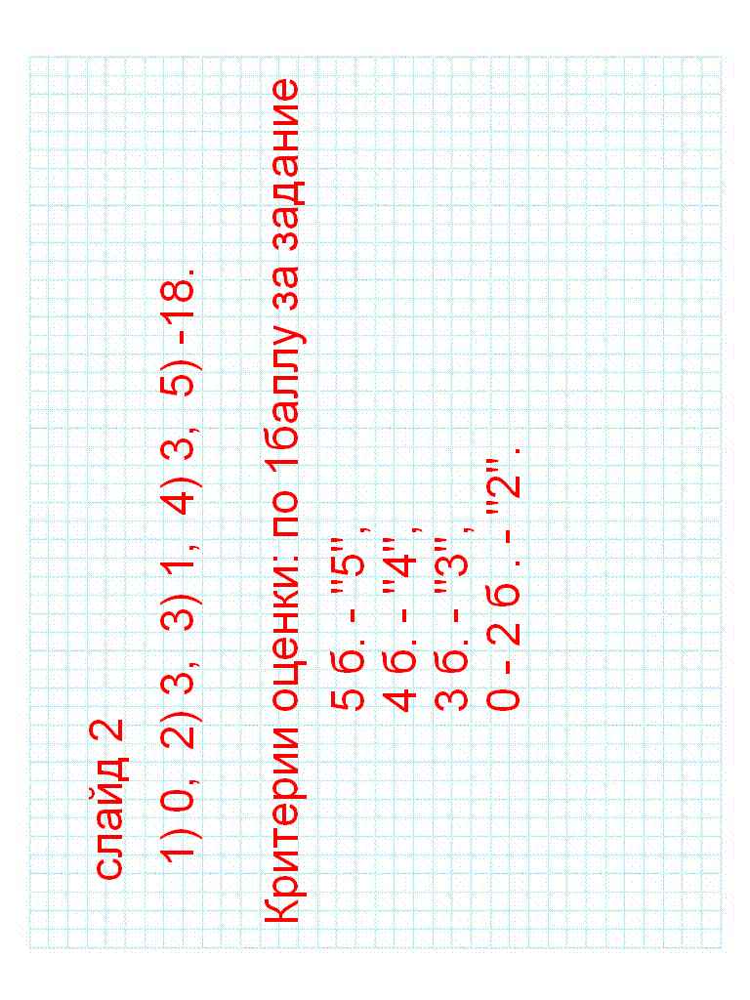 слайд 2
1) 0, 2) 3, 3) 1, 4) 3, 5) -18.
Критерии оценки: по 1баллу за задание
5 б. - "5",
4 б. - "4",
3 б. - "3",
0 - 2 б. - "2".